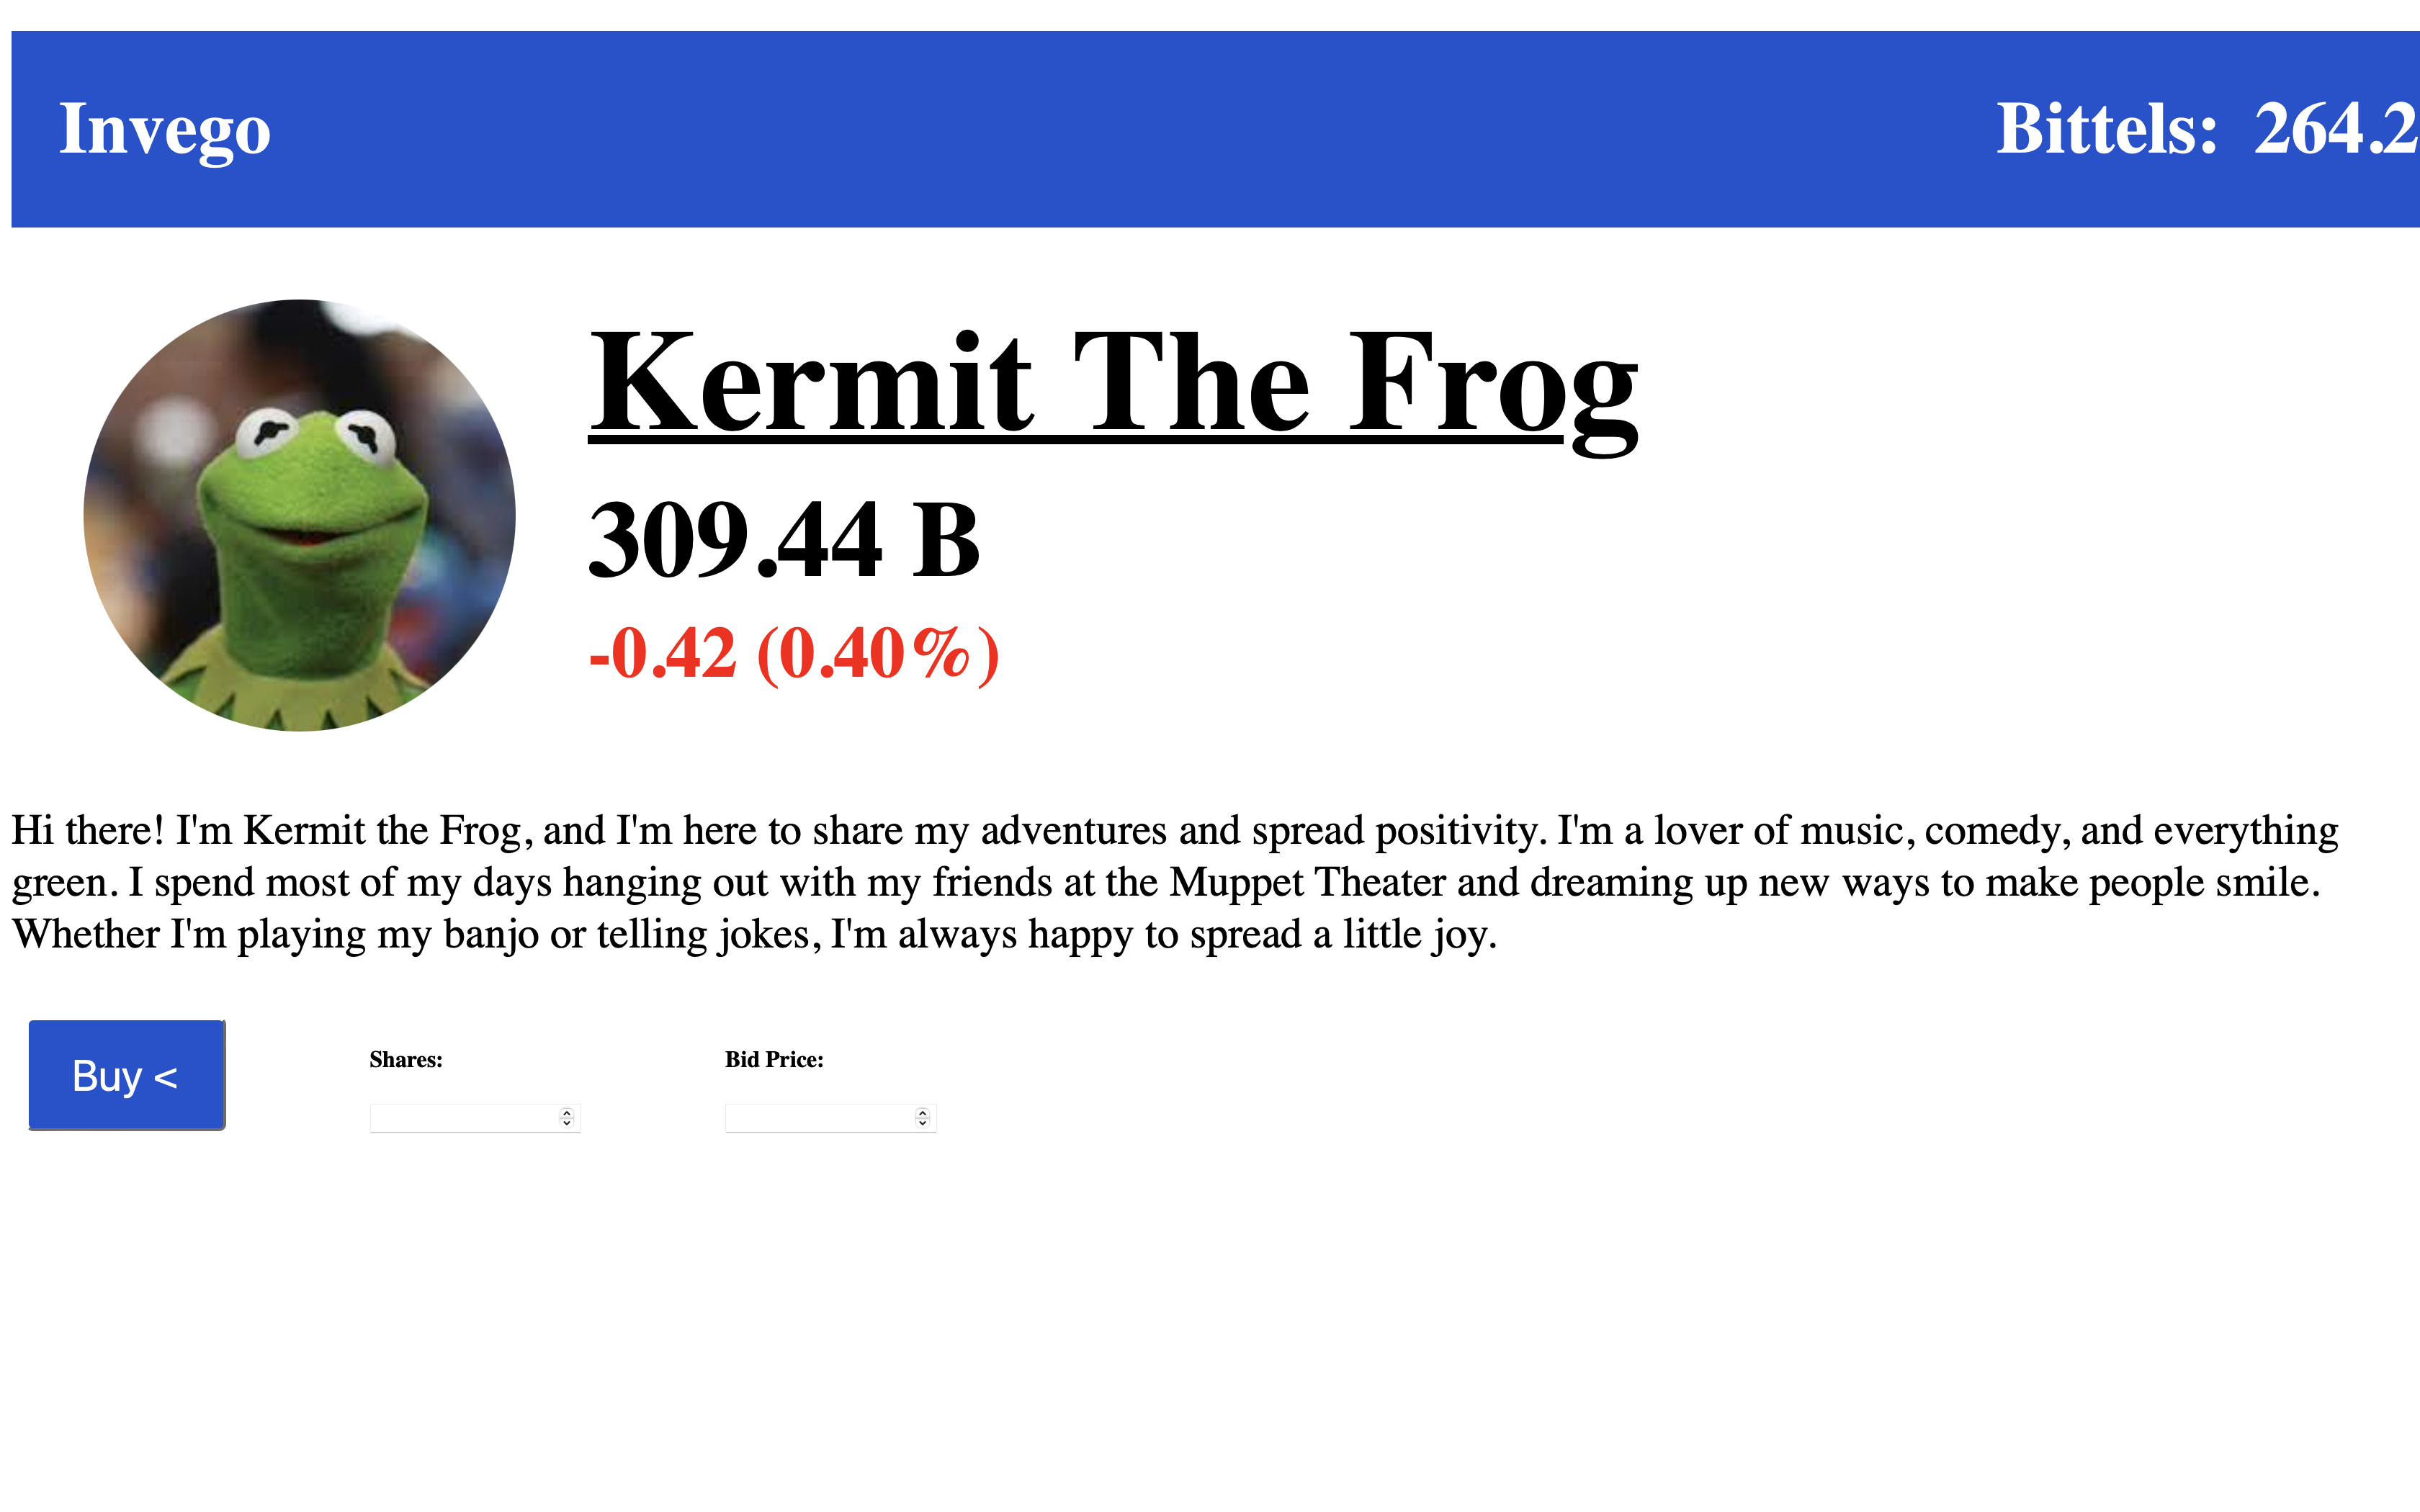 Invego
Bittels: 264.2
Kermit The Frog
309.44 B
-0.42 (0.40%)
Hi there! I'm Kermit the Frog, and I'm here to share my adventures and spread positivity. I'm a lover of music, comedy, and everything
green. I spend most of my days hanging out with my friends at the Muppet Theater and dreaming up new ways to make people smile.
Whether I'm playing my banjo or telling jokes, I'm always happy to spread a little joy.
Buy <
Shares:
Bid Price: